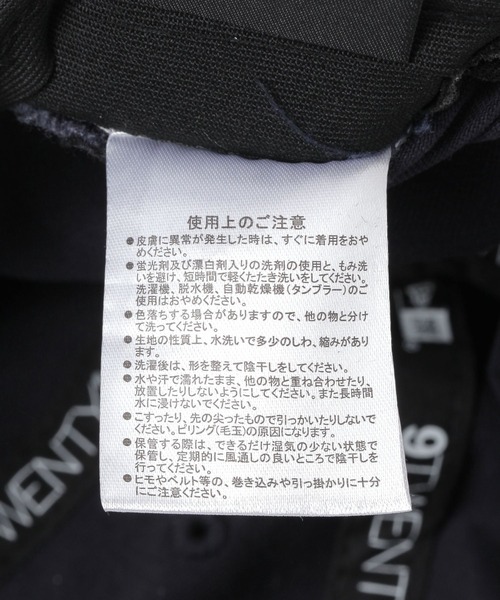 使用上のご注意
●皮膚に異常が発生した時は、すぐに着用をおや
めください。
●蛍光剤及び漂白剤入りの洗剤の使用と、もみ洗
いを避け、短時間で軽くたたき洗いをしてください。
洗濯機、脱水機、自動乾燥機(タンブラー)のご
使用はおやめください。
●色落ちする場合がありますので、他の物と分け
て洗ってください。
●生地の性質上、水洗いで多少のしわ、縮みがあり
ます。
●洗濯後は、形を整えて陰干しをしてください。
●水や汗で濡れたまま、他の物と重ね合わせたり、
放置したりしないようにしてください。また長時間
水に浸けないでください。
●こすったり、先の尖ったもので引っかいたりしないで
ください。ピリング(毛玉)の原因になります。
●保管する際は、できるだけ湿気の少ない状態で
保管し、定期的に風通しの良いところで陰干しを
行ってください。
●ヒモやベルト等の、巻き込みや引っ掛かりに十分
にご注意ください。
WENTY
9TWENT